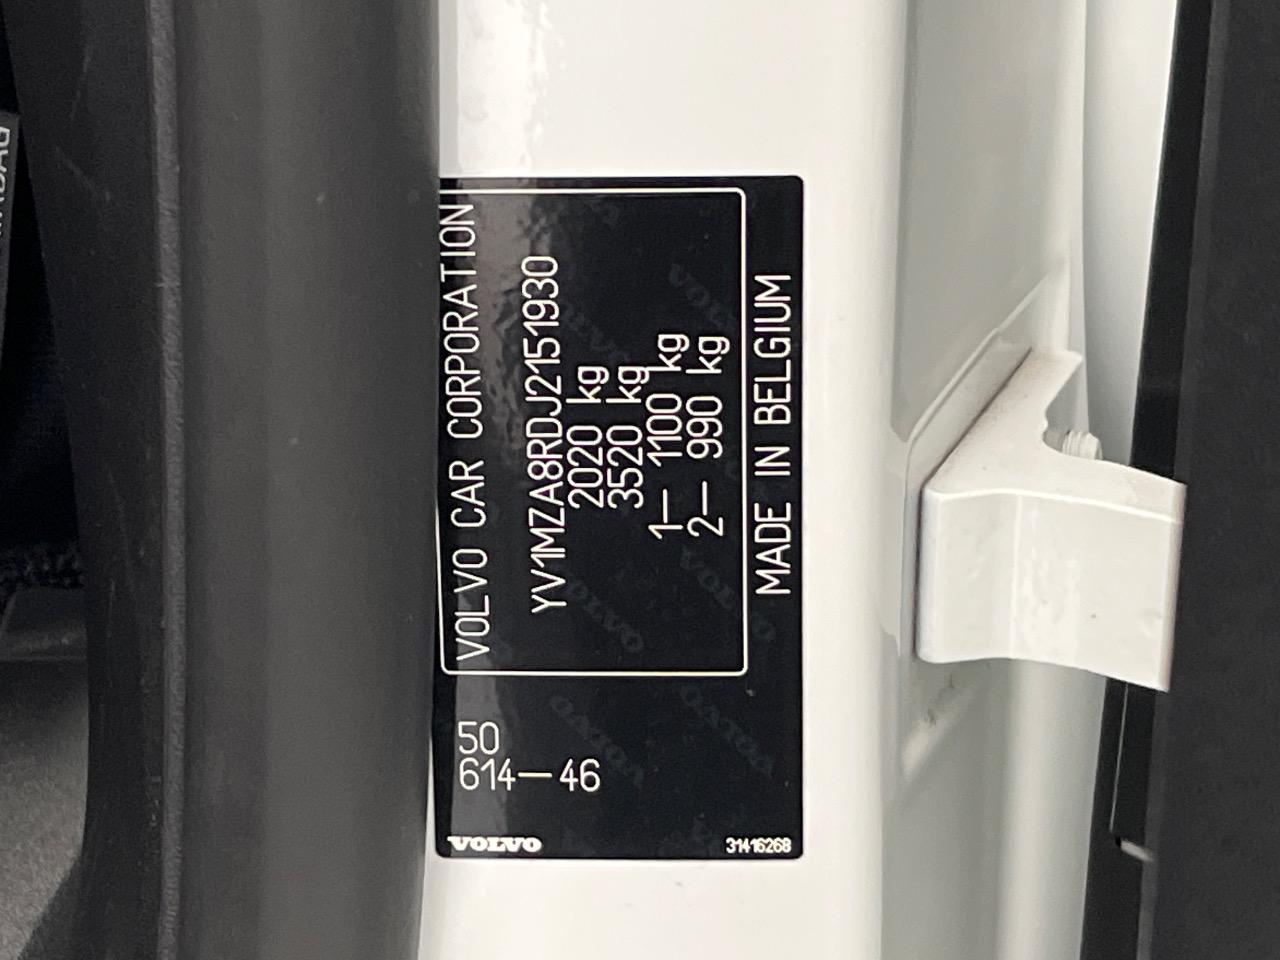 VOLVO CAR CORPORATION
YV1MZA8RDJ2151930
2020 kg
3520 kg
1— 1100 kg
2— 990 kg
MADE IN BELGIUM
50
614—46
VOLVO
31416268